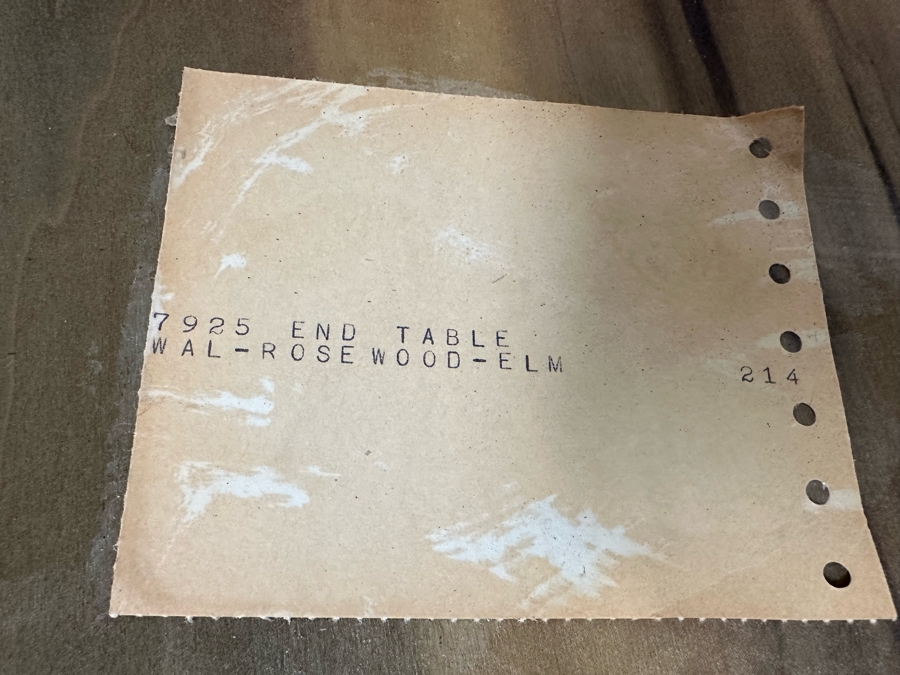 7925 END TABLE
WAL-ROSEWOOD-ELM
214